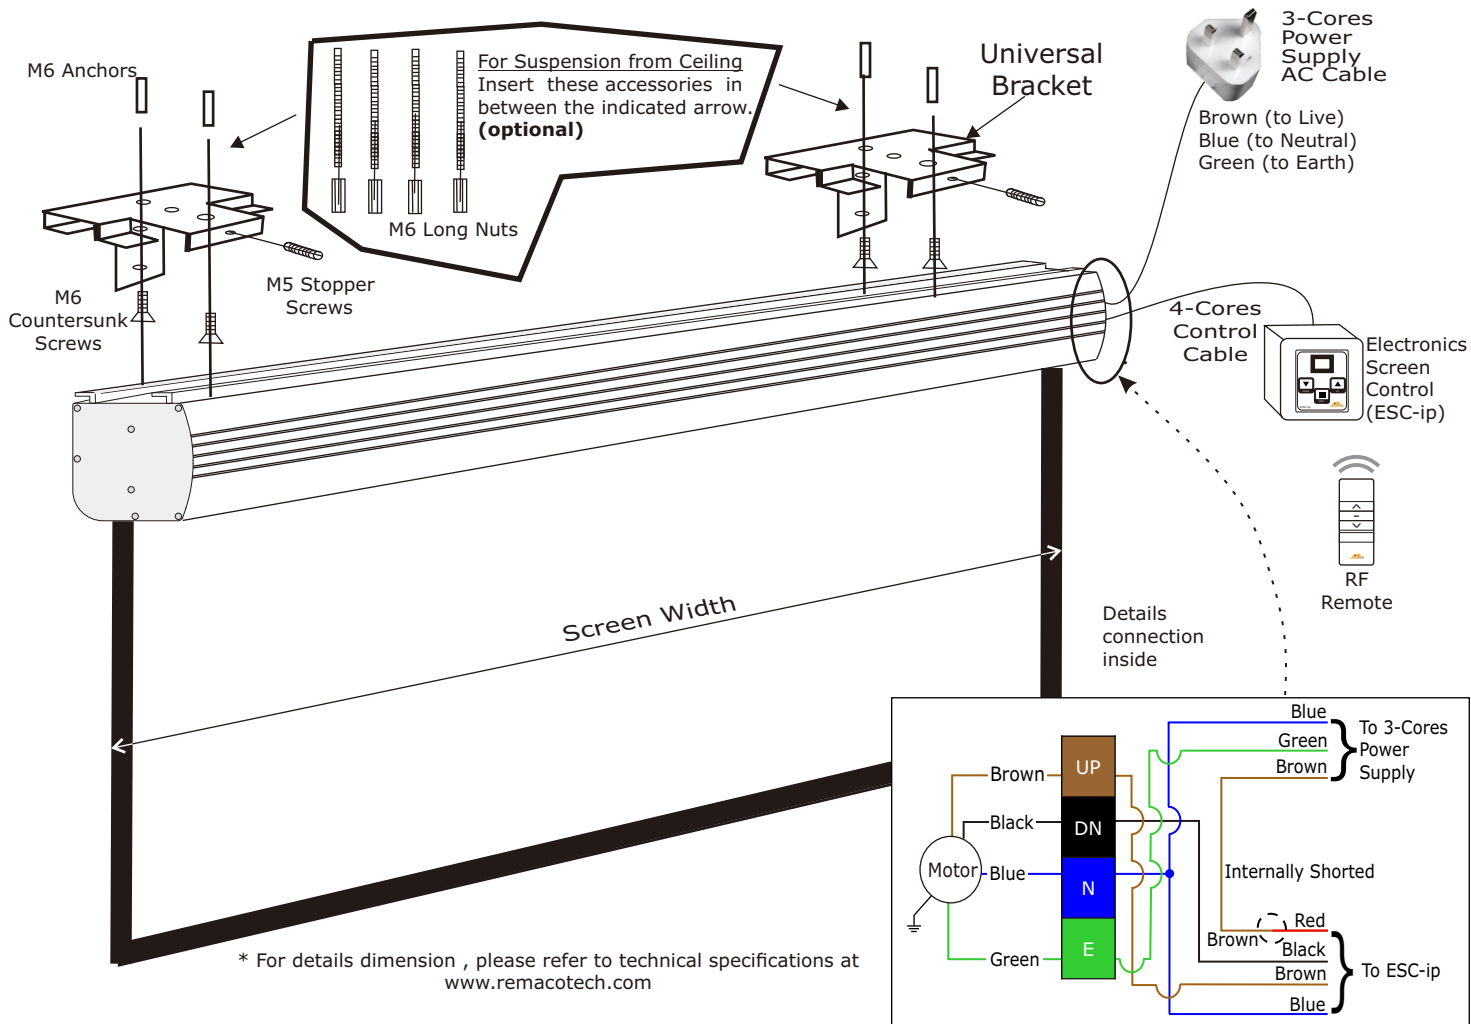 M6 Anchors
For Suspension from Ceiling
Insert these accessories in
between the indicated arrow.
(optional)
M6 Long Nuts
Universal
Bracket
3-Cores
Power
Supply
AC Cable
Brown (to Live)
Blue (to Neutral)
Green (to Earth)
M6
Countersunk
Screws
M5 Stopper
Screws
4-Cores
Control
Cable
Electronics
Screen
Control
(ESC-ip)
RF
Remote
Screen Width
Details
connection
inside
Blue
Green
Brown
To 3-Cores
Power
Supply
Brown
UP
Black
DN
Motor
Blue
N
Green
E
Internally Shorted
Red
Brown
Black
Brown
Blue
To ESC-ip
* For details dimension , please refer to technical specifications at
www.remacotech.com